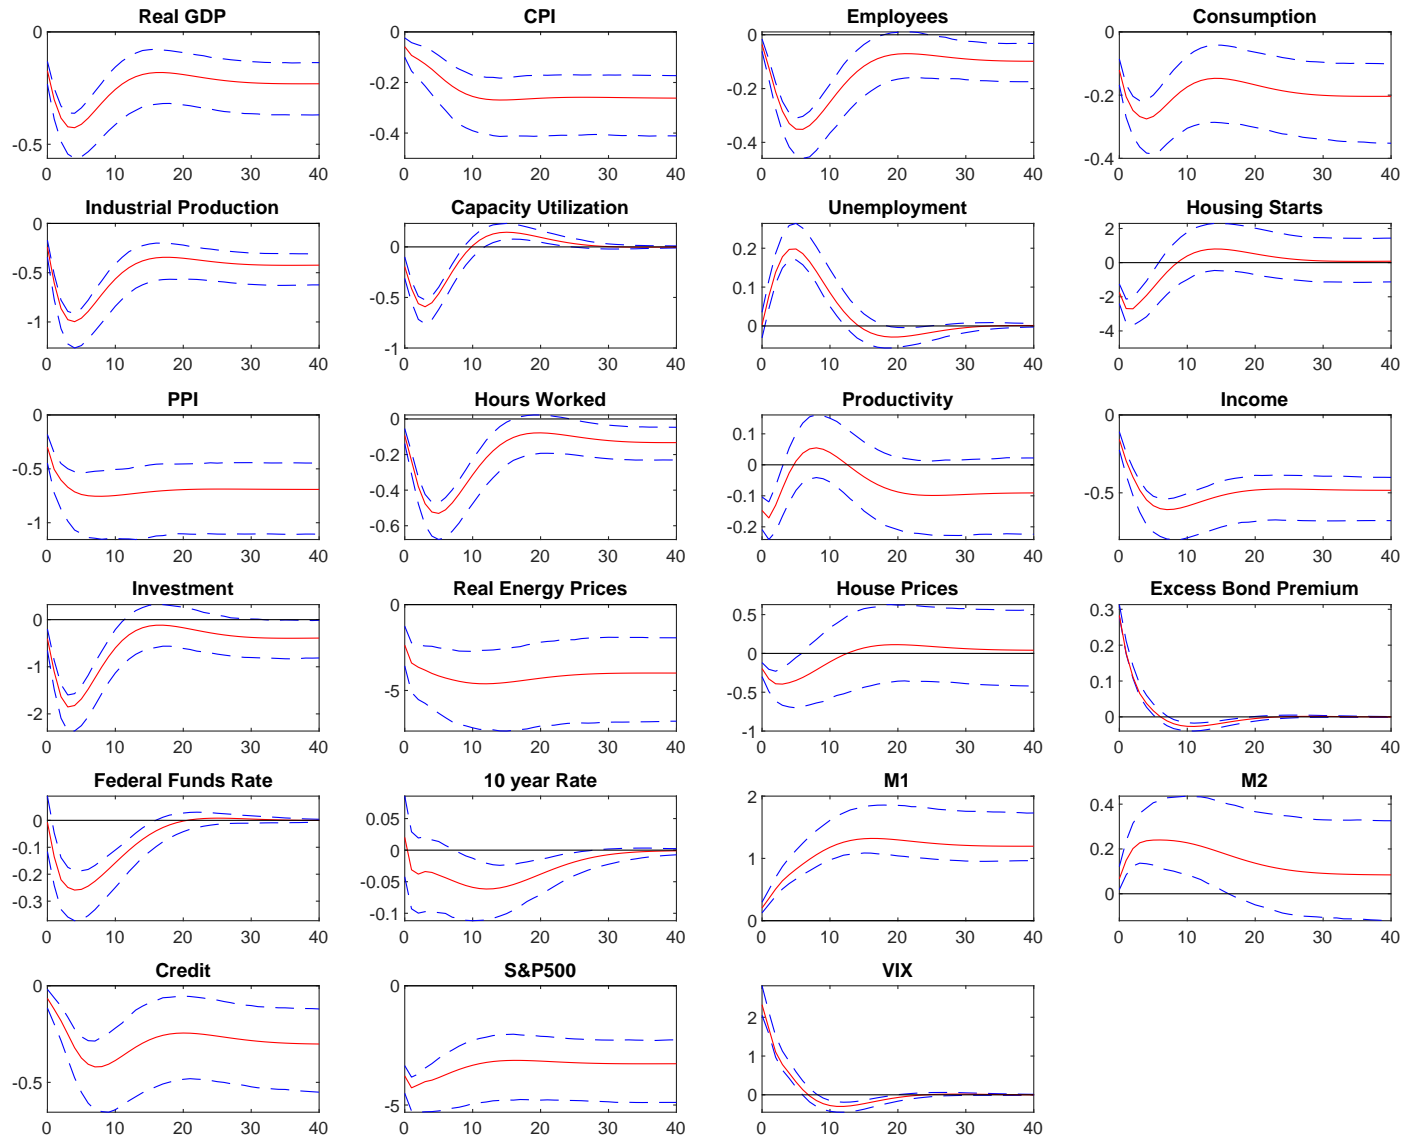 Real GDP
0
-0.5
0 10 20 30 40
CPI
0
-0.2
-0.4
0 10 20 30 40
Employees
0
-0.2
-0.4
0 10 20 30 40
Consumption
0
-0.2
-0.4
0 10 20 30 40
Industrial Production
0
-0.5
-1
0 10 20 30 40
Capacity Utilization
0
-0.5
-1
0 10 20 30 40
Unemployment
0.2
0.1
0
0 10 20 30 40
Housing Starts
2
0
-2
-4
0 10 20 30 40
PPI
0
-0.5
-1
0 10 20 30 40
Hours Worked
0
-0.2
-0.4
-0.6
0 10 20 30 40
Productivity
0.1
0
-0.1
-0.2
0 10 20 30 40
Income
0
-0.5
0 10 20 30 40
Investment
0
-1
-2
0 10 20 30 40
Real Energy Prices
0
-5
0 10 20 30 40
House Prices
0.5
0
-0.5
-1
0 10 20 30 40
Excess Bond Premium
0.3
0.2
0.1
0
0 10 20 30 40
Federal Funds Rate
0
-0.1
-0.2
-0.3
0 10 20 30 40
10 year Rate
0.05
0
-0.05
-0.1
0 10 20 30 40
M1
2
1
0
0 10 20 30 40
M2
0.4
0.2
0
0 10 20 30 40
Credit
0
-0.5
0 10 20 30 40
S&P500
0
-5
0 10 20 30 40
VIX
2
1
0
0 10 20 30 40